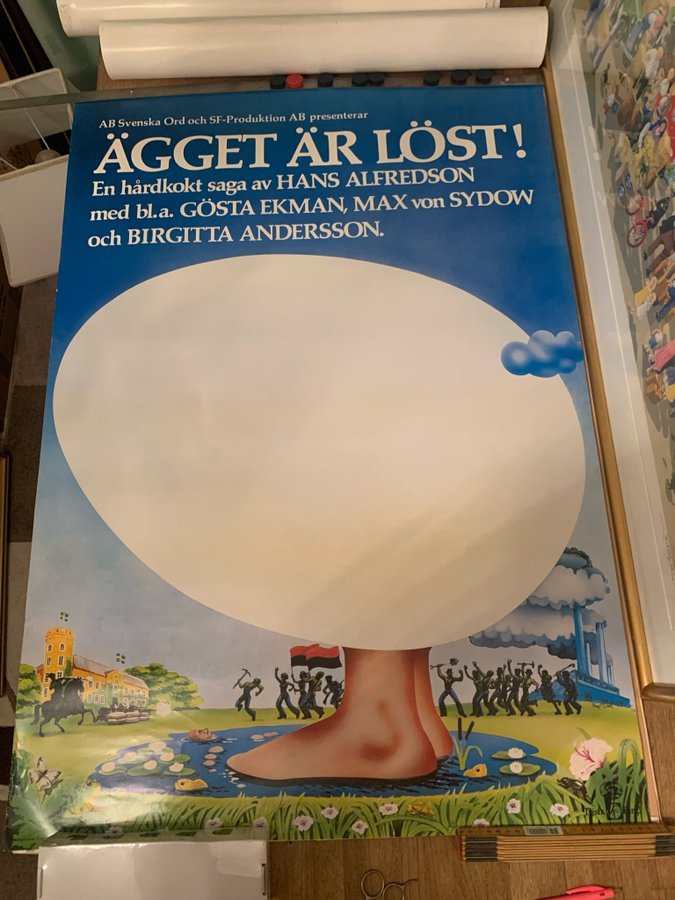 AB Svenska Ord och SF-Produktion AB presenterar
ÄGGET ÄR LÖST!
En hårdkokt saga av HANS ALFREDSON
med bl.a. GÖSTA EKMAN, MAX von SYDOW
och BIRGITTA ANDERSSON.